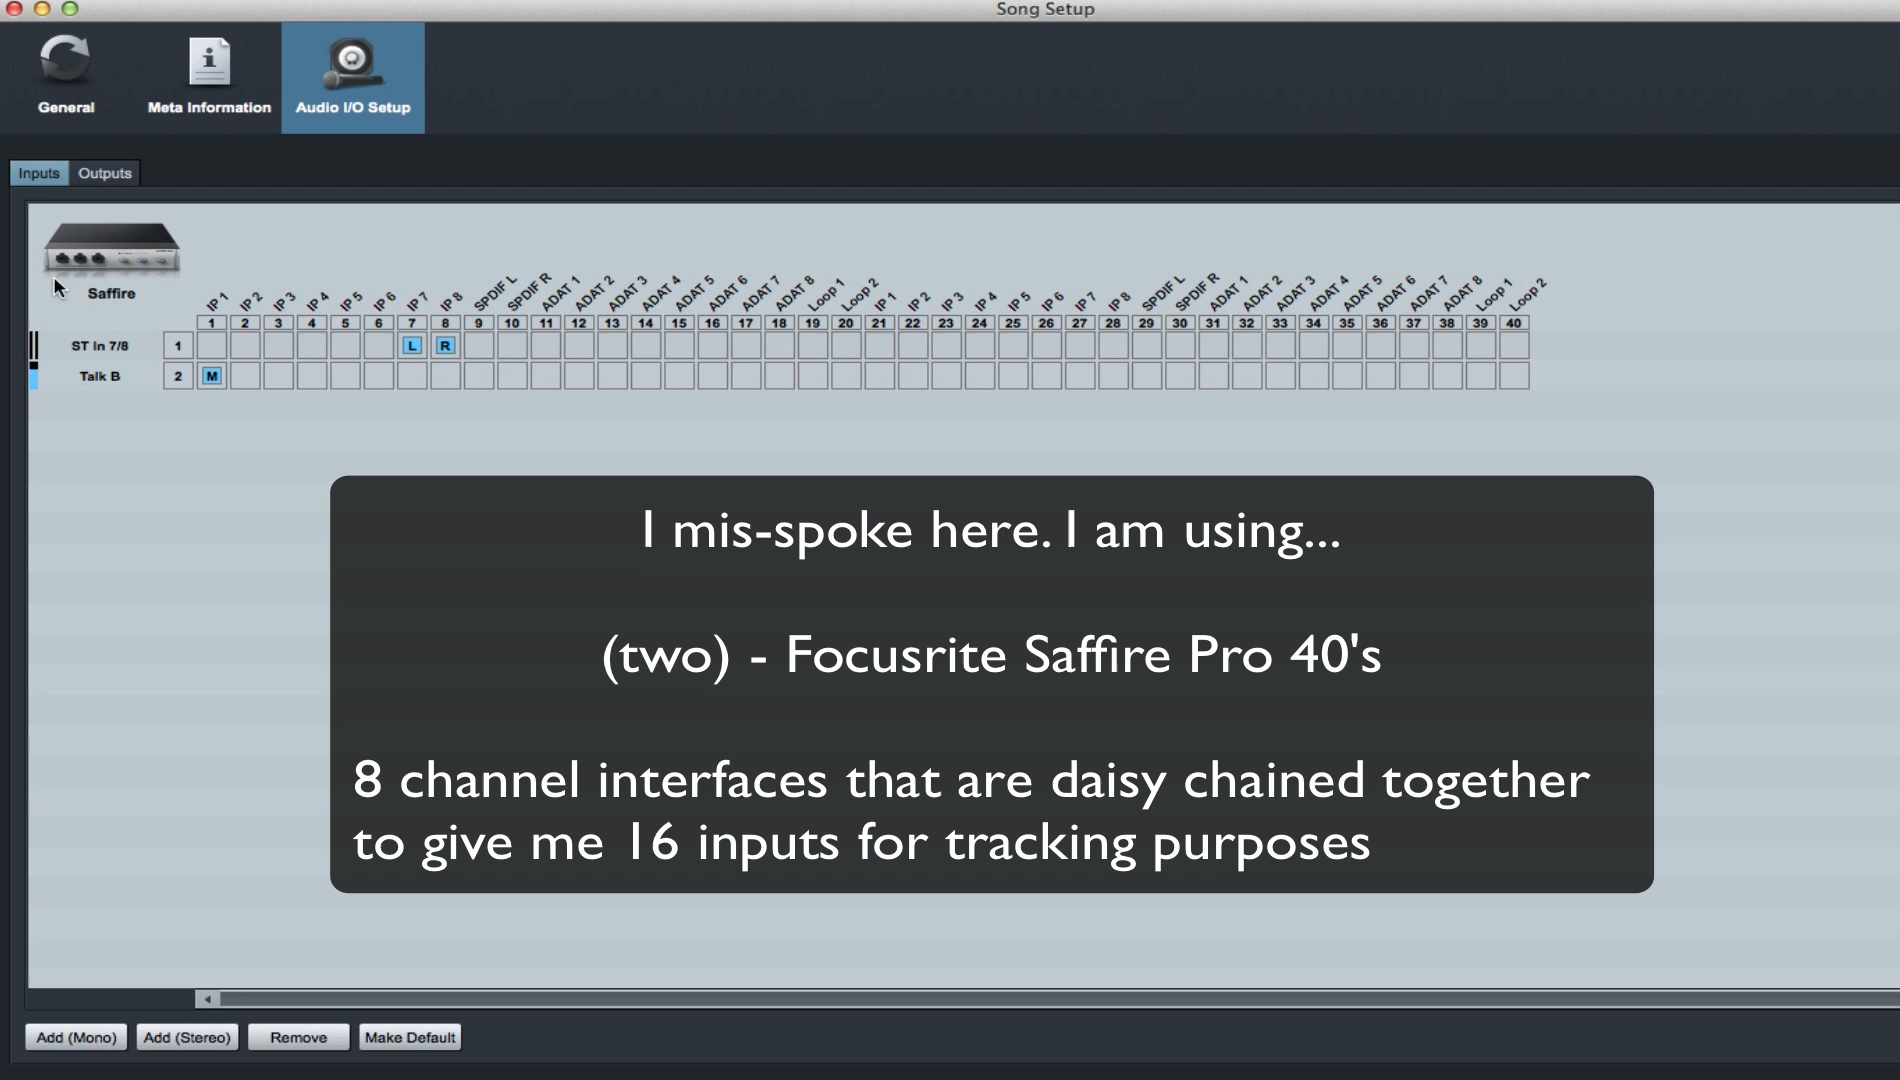 Song Setup
General
Meta Information
Audio I/O Setup
Inputs
Outputs
Saffire
IP 1 IP 2 IP 3 IP 4 IP 5 IP 6 IP 7 IP 8 SPDIF L SPDIF R ADAT 1 ADAT 2 ADAT 3 ADAT 4 ADAT 5 ADAT 6 ADAT 7 ADAT 8 Loop 1 Loop 2 IP 1 IP 2 IP 3 IP 4 IP 5 IP 6 IP 7 IP 8 SPDIF L SPDIF R ADAT 1 ADAT 2 ADAT 3 ADAT 4 ADAT 5 ADAT 6 ADAT 7 ADAT 8 Loop 1 Loop 2
1 2 3 4 5 6 7 8 9 10 11 12 13 14 15 16 17 18 19 20 21 22 23 24 25 26 27 28 29 30 31 32 33 34 35 36 37 38 39 40
ST In 7/8 1 L R
Talk B 2 M
I mis-spoke here. I am using...
(two) - Focusrite Saffire Pro 40's
8 channel interfaces that are daisy chained together
to give me 16 inputs for tracking purposes
Add (Mono)
Add (Stereo)
Remove
Make Default